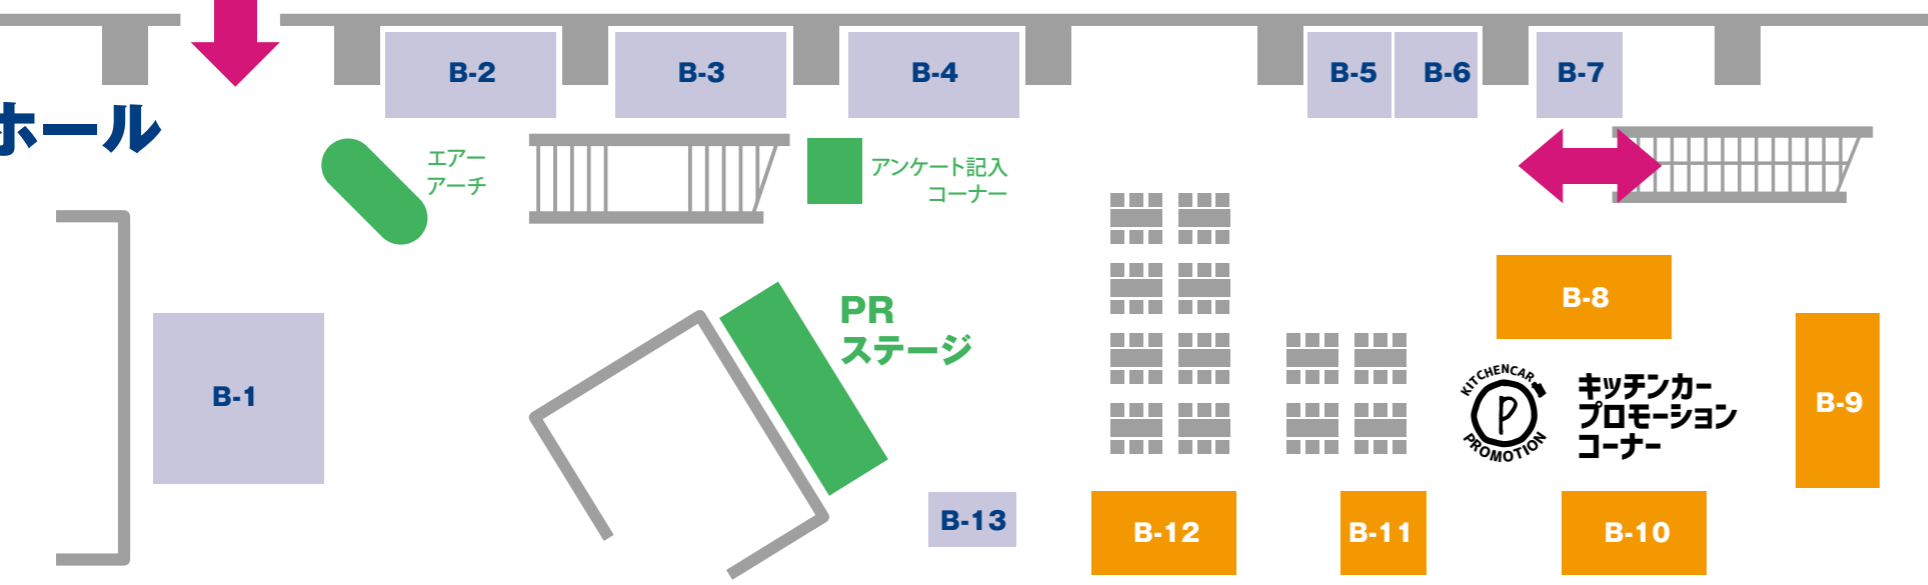 B-2
B-3
B-4
B-5
B-6
B-7
ホール
エアー
アーチ
アンケート記入
コーナー
PR
ステージ
B-8
B-1
KITCHENCAR
PROMOTION
P
キッチンカー
プロモーション
コーナー
B-9
B-13
B-12
B-11
B-10